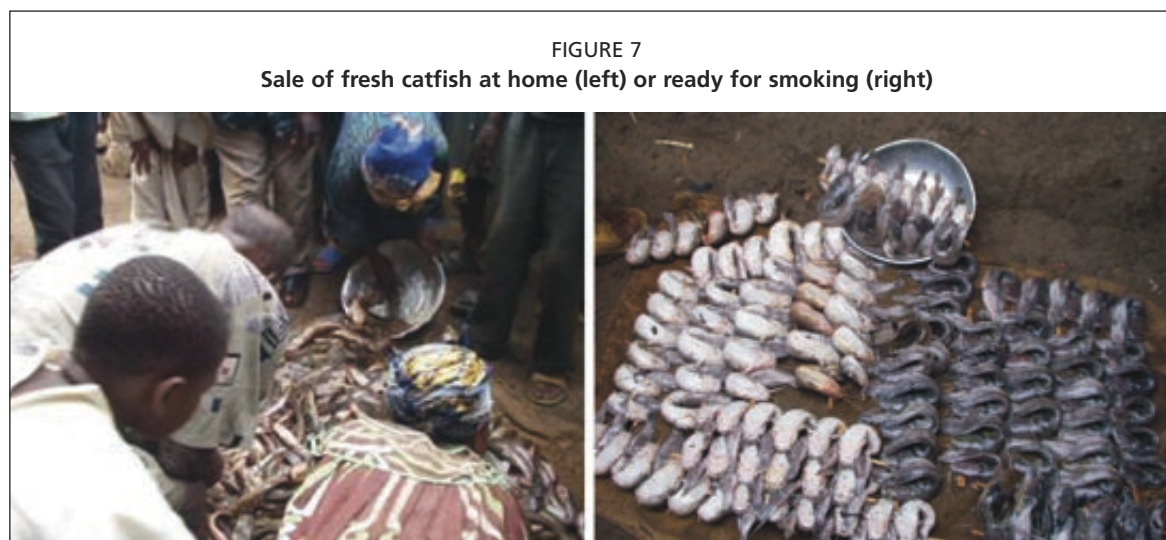 FIGURE 7
Sale of fresh catfish at home (left) or ready for smoking (right)